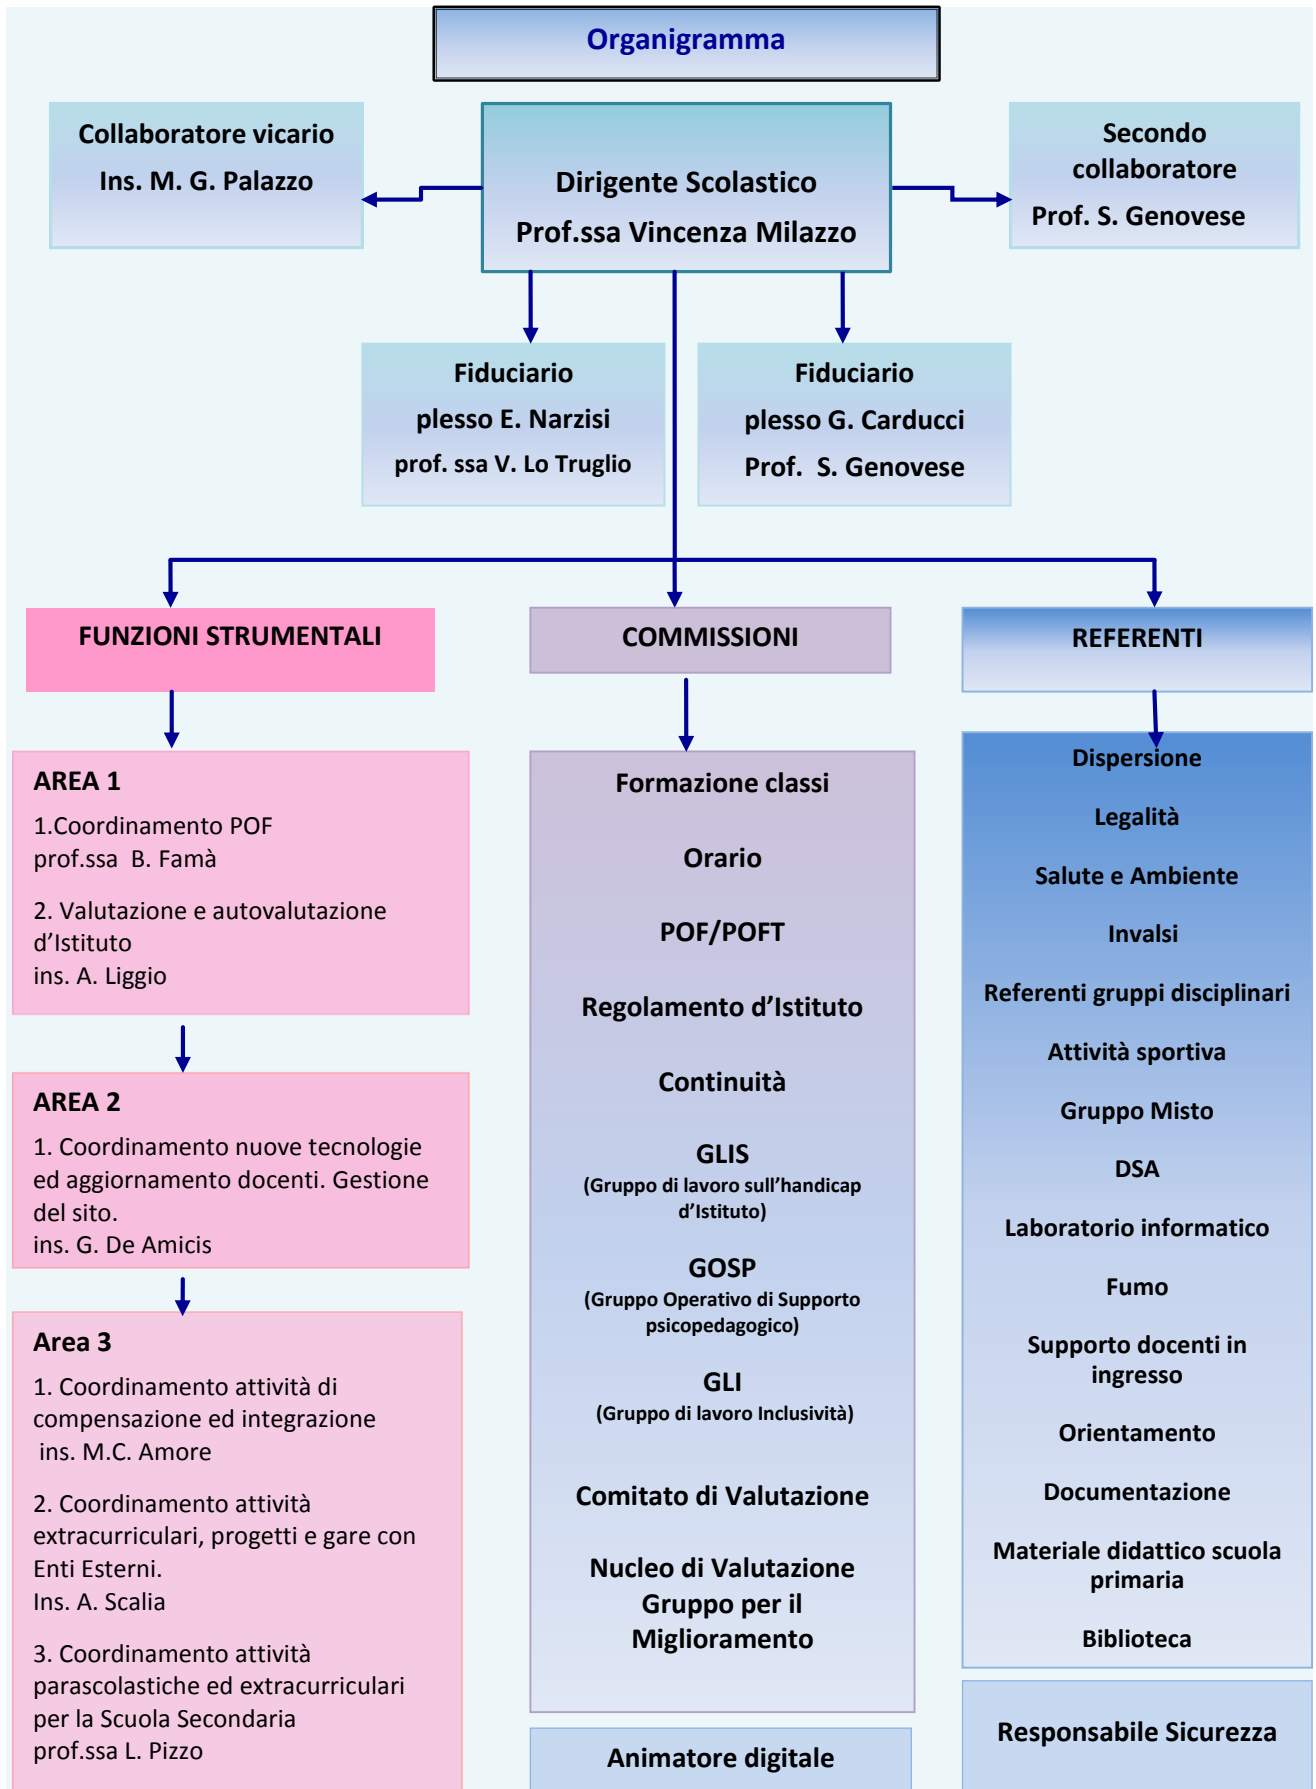 Organigramma
Collaboratore vicario
Ins. M. G. Palazzo
Dirigente Scolastico
Prof.ssa Vincenza Milazzo
Secondo
collaboratore
Prof. S. Genovese
Fiduciario
plesso E. Narzisi
prof. ssa V. Lo Truglio
Fiduciario
plesso G. Carducci
Prof.  S. Genovese
FUNZIONI STRUMENTALI
AREA 1
1.Coordinamento POF
prof.ssa  B. Famà
2. Valutazione e autovalutazione
d’Istituto
ins. A. Liggio
AREA 2
1. Coordinamento nuove tecnologie
ed aggiornamento docenti. Gestione
del sito.
ins. G. De Amicis
Area 3
1. Coordinamento attività di
compensazione ed integrazione
ins. M.C. Amore
2. Coordinamento attività
extracurriculari, progetti e gare con
Enti Esterni.
Ins. A. Scalia
3. Coordinamento attività
parascolastiche ed extracurriculari
per la Scuola Secondaria
prof.ssa L. Pizzo
COMMISSIONI
Formazione classi
Orario
POF/POFT
Regolamento d’Istituto
Continuità
GLIS
(Gruppo di lavoro sull’handicap
d’Istituto)
GOSP
(Gruppo Operativo di Supporto
psicopedagogico)
GLI
(Gruppo di lavoro Inclusività)
Comitato di Valutazione
Nucleo di Valutazione
Gruppo per il
Miglioramento
Animatore digitale
REFERENTI
Dispersione
Legalità
Salute e Ambiente
Invalsi
Referenti gruppi disciplinari
Attività sportiva
Gruppo Misto
DSA
Laboratorio informatico
Fumo
Supporto docenti in
ingresso
Orientamento
Documentazione
Materiale didattico scuola
primaria
Biblioteca
Responsabile Sicurezza